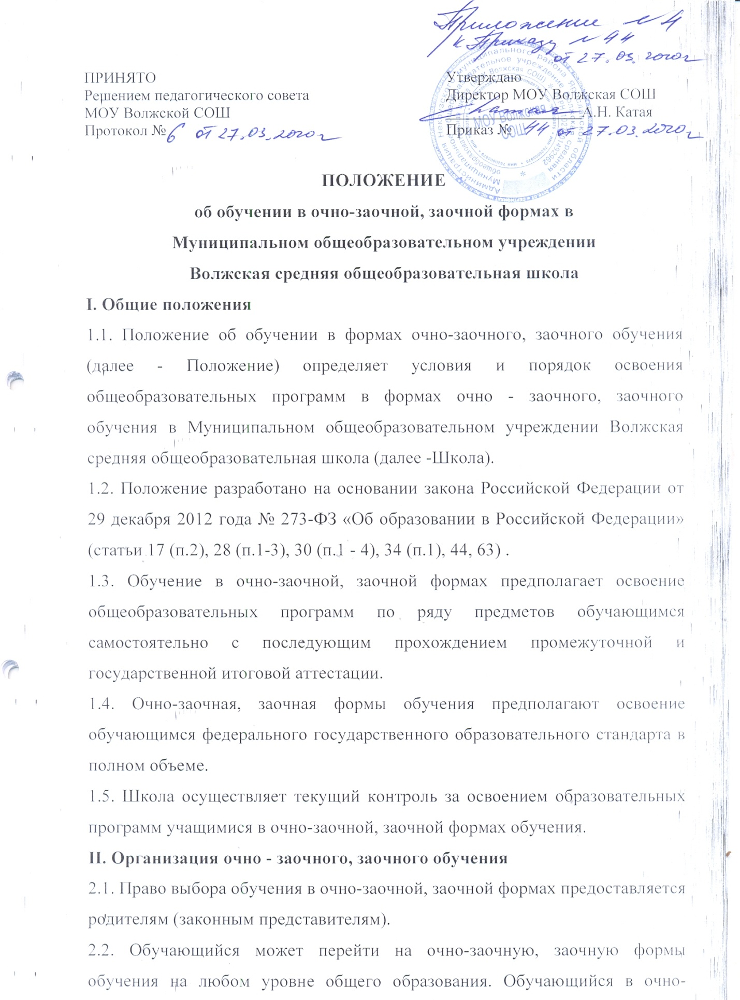 Приложение №4
к Приказу №44
от 27.03.2020г
ПРИНЯТО
Решением педагогического совета
МОУ Волжской СОШ
Протокол № 6 от 27.03.2020г
Утверждаю
Директор МОУ Волжская СОШ
А.Н. Катая
Приказ № 44 от 27.03.2020г
МОУ Волжская
СОШ
ПОЛОЖЕНИЕ
об обучении в очно-заочной, заочной формах в
Муниципальном общеобразовательном учреждении
Волжская средняя общеобразовательная школа
I. Общие положения
1.1. Положение об обучении в формах очно-заочного, заочного обучения
(далее - Положение) определяет условия и порядок освоения
общеобразовательных программ в формах очно - заочного, заочного
обучения в Муниципальном общеобразовательном учреждении Волжская
средняя общеобразовательная школа (далее -Школа).
1.2. Положение разработано на основании закона Российской Федерации от
29 декабря 2012 года № 273-ФЗ «Об образовании в Российской Федерации»
(статьи 17 (п.2), 28 (п.1-3), 30 (п.1 - 4), 34 (п.1), 44, 63) .
1.3. Обучение в очно-заочной, заочной формах предполагает освоение
общеобразовательных программ по ряду предметов обучающимся
самостоятельно с последующим прохождением промежуточной и
государственной итоговой аттестации.
1.4. Очно-заочная, заочная формы обучения предполагают освоение
обучающимся федерального государственного образовательного стандарта в
полном объеме.
1.5. Школа осуществляет текущий контроль за освоением образовательных
программ учащимися в очно-заочной, заочной формах обучения.
II. Организация очно - заочного, заочного обучения
2.1. Право выбора обучения в очно-заочной, заочной формах предоставляется
родителям (законным представителям).
2.2. Обучающийся может перейти на очно-заочную, заочную формы
обучения на любом уровне общего образования. Обучающийся в очно-